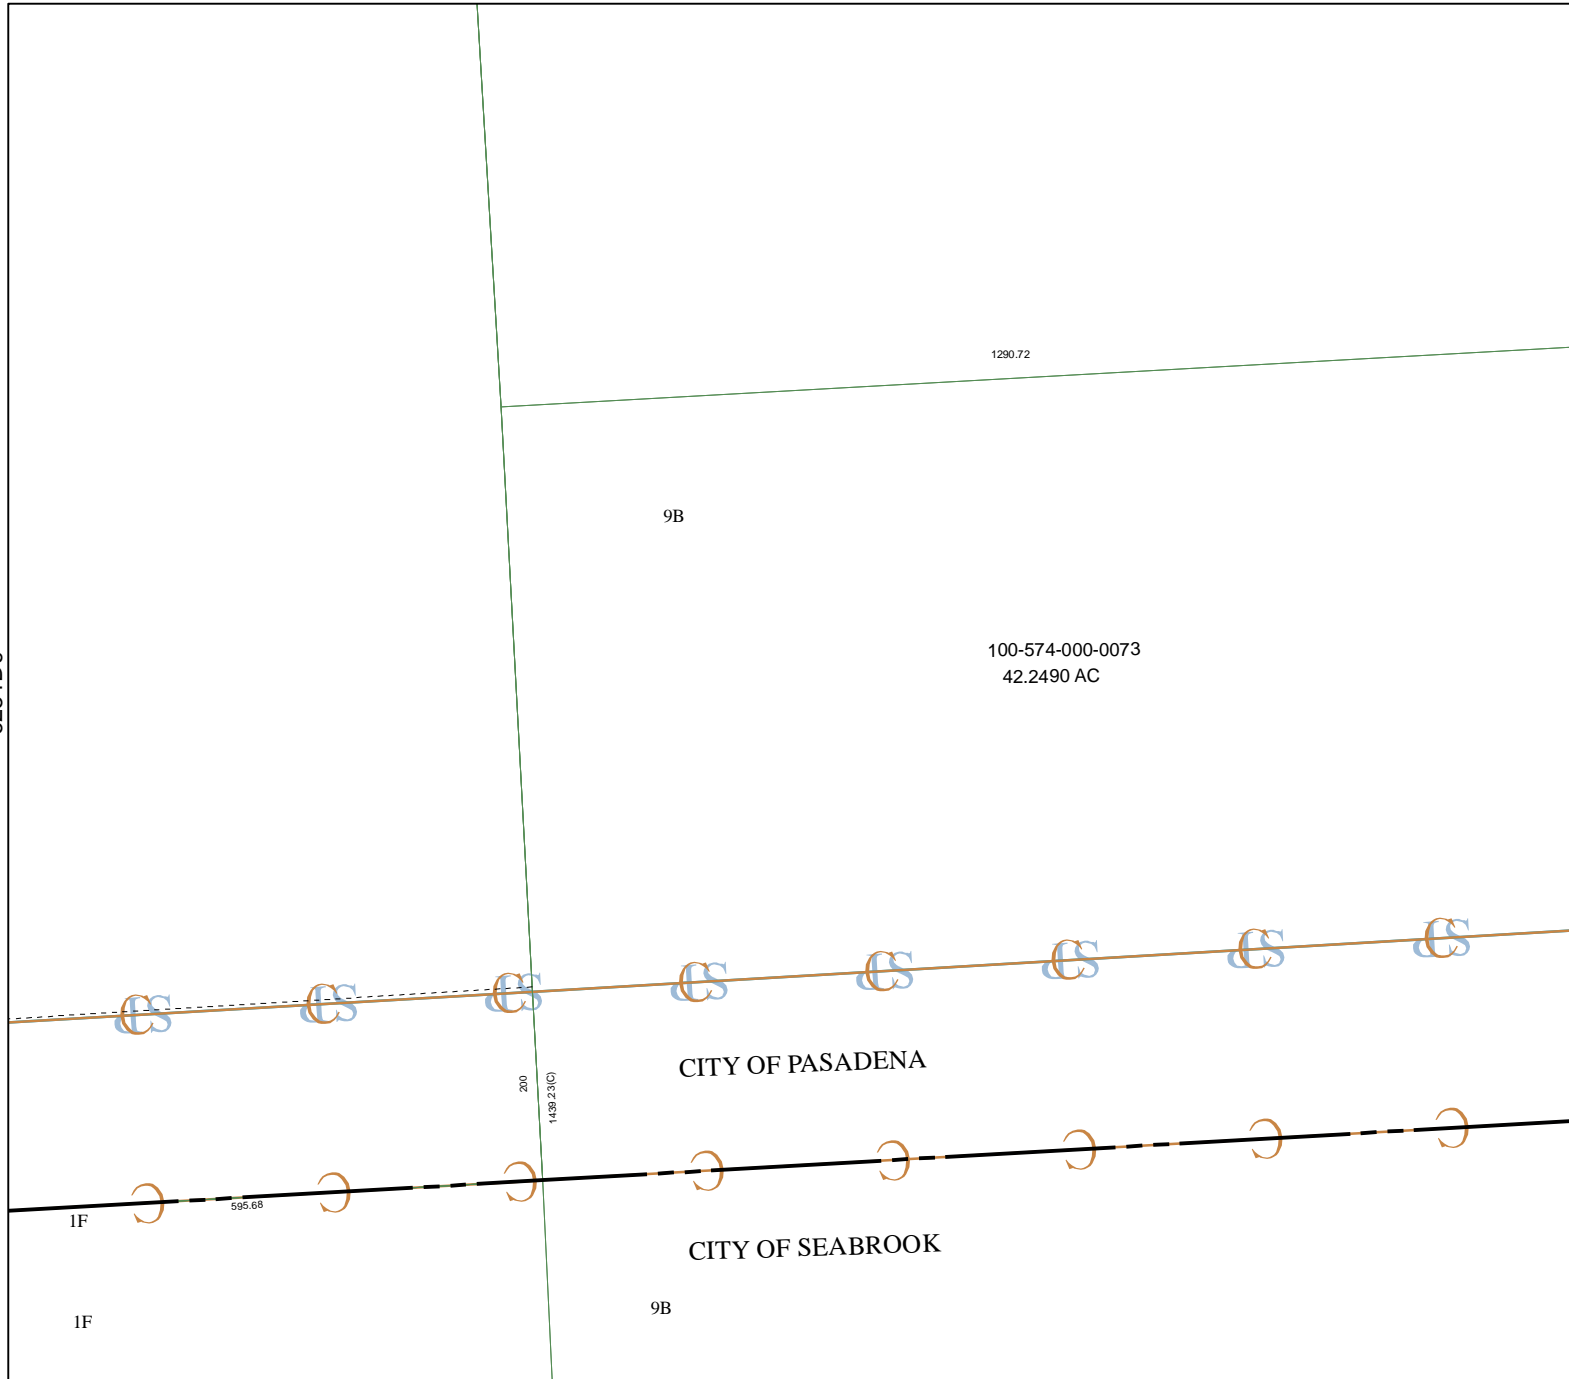 1290.72
9B
100-574-000-0073
42.2490 AC
CITY OF PASADENA
200
1439.23(C)
595.68
1F
CITY OF SEABROOK
9B
1F